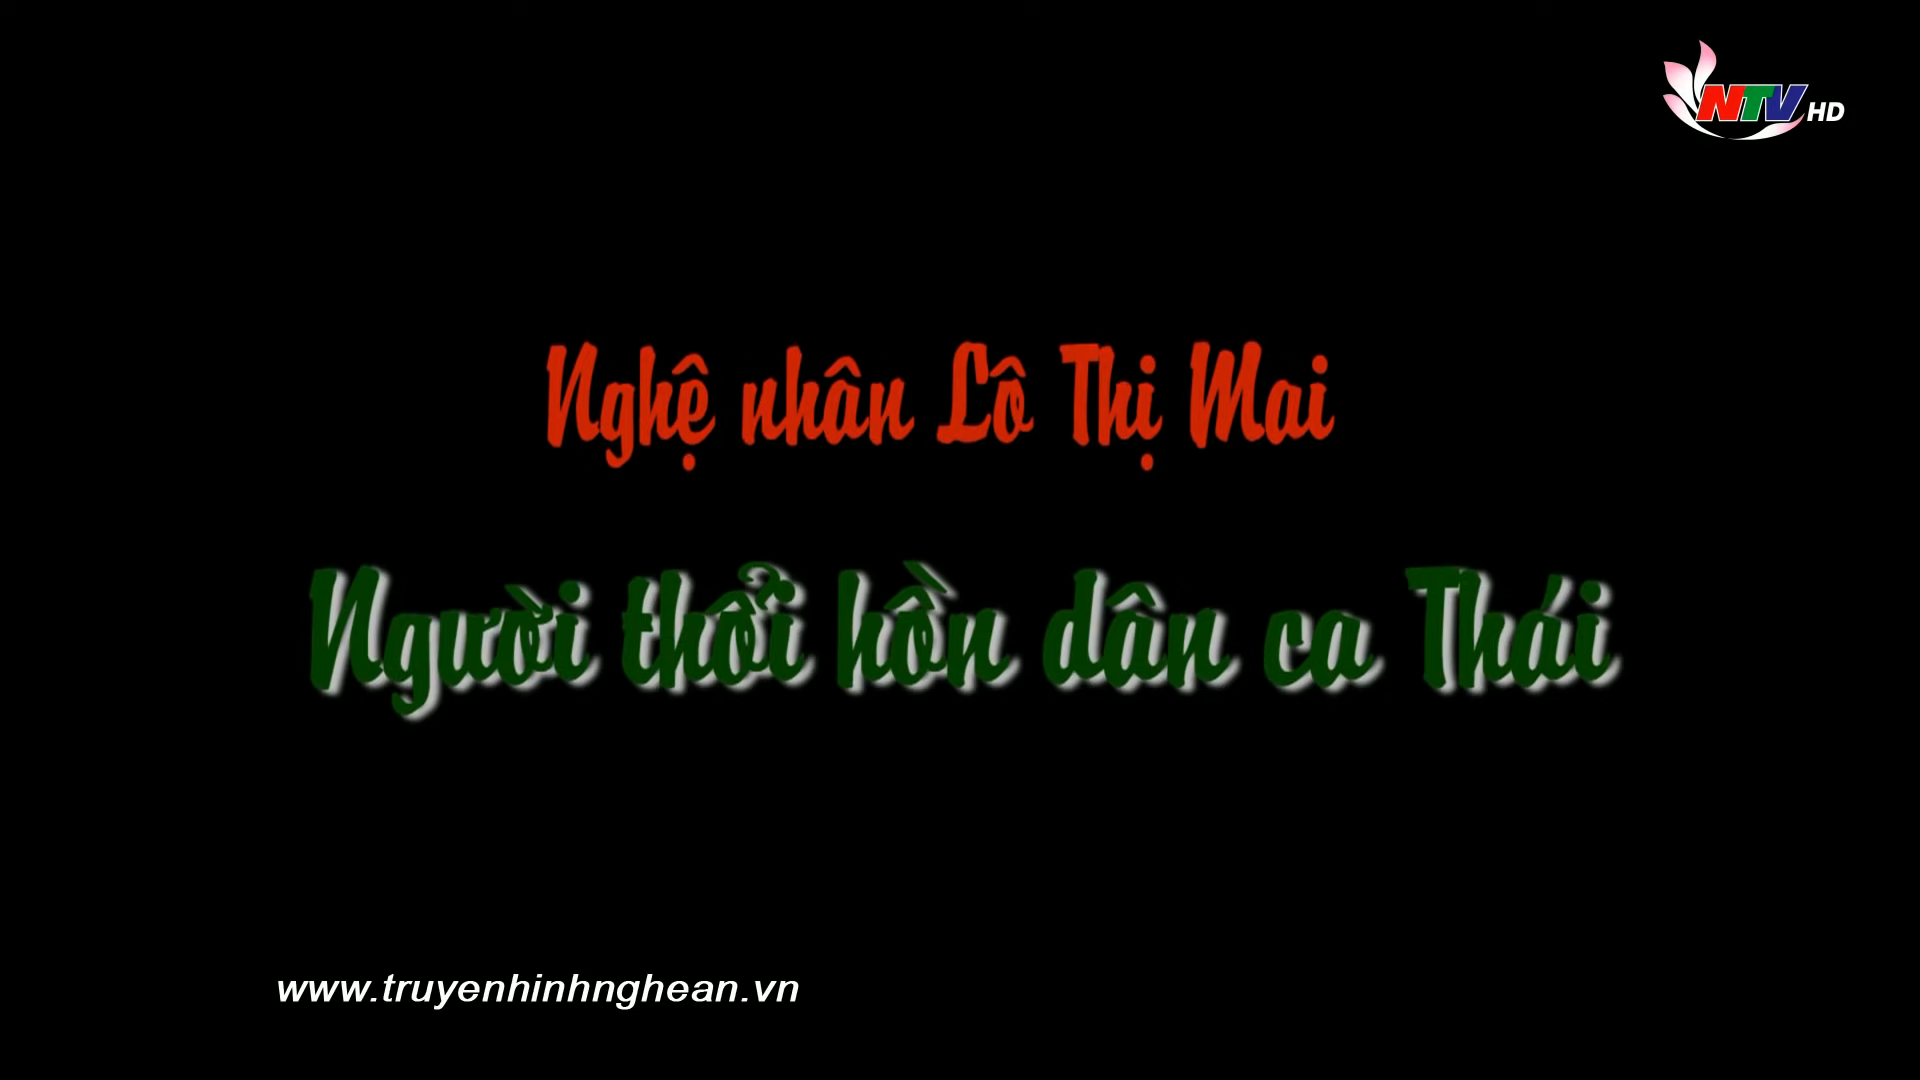 NTV HD
Nghệ nhân Lô Thị Mai
Người thổi hồn dân ca Thái
www.truyenhinhnghean.vn